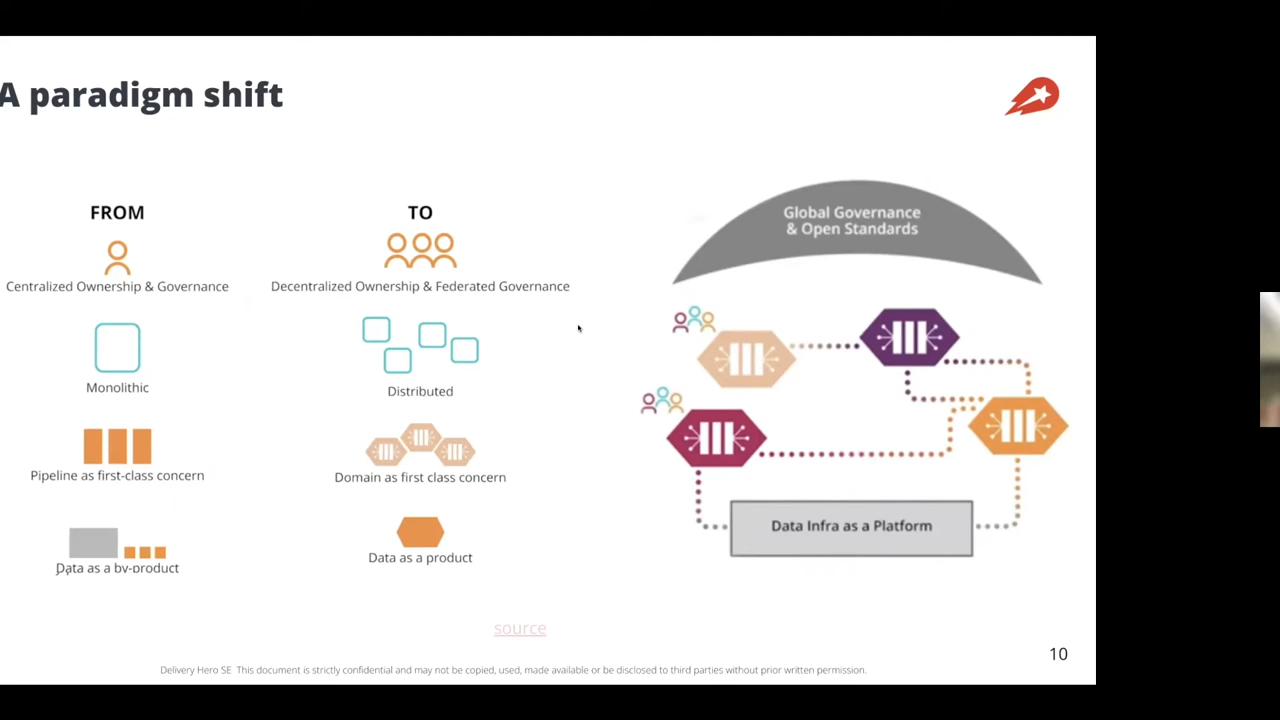 A paradigm shift
FROM
TO
Centralized Ownership & Governance
Decentralized Ownership & Federated Governance
Monolithic
Distributed
Pipeline as first-class concern
Domain as first class concern
Data as a by-product
Data as a product
Global Governance
& Open Standards
Data Infra as a Platform
source
10
Delivery Hero SE This document is strictly confidential and may not be copied, used, made available or be disclosed to third parties without prior written permission.